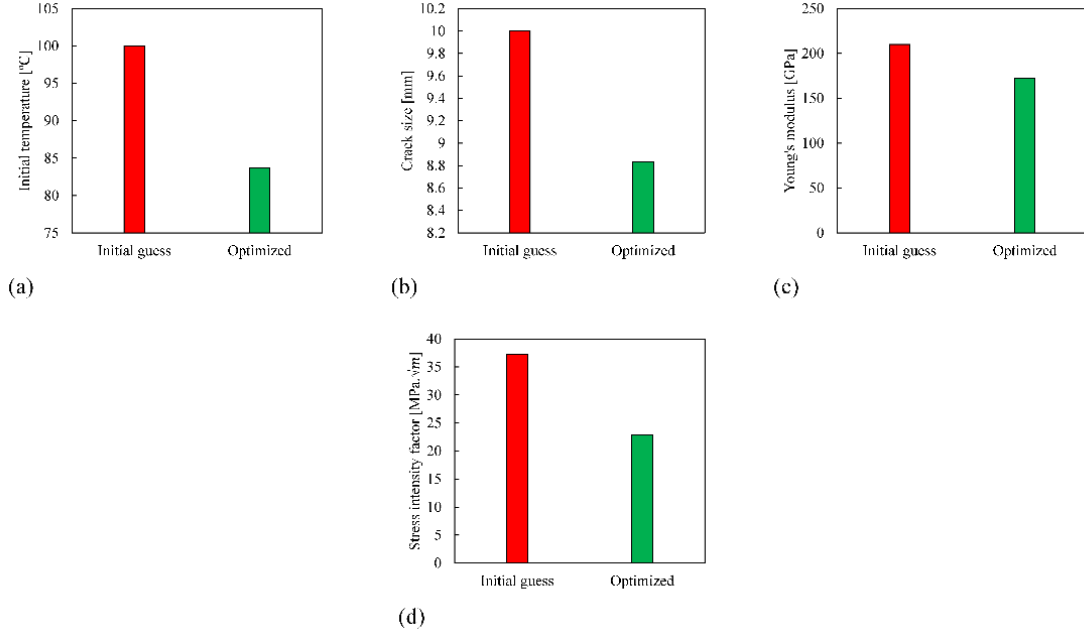 Initial temperature [°C]
100
95
90
85
80
75
105
Initial guess
Optimized
(a)
Crack size [mm]
10.2
10
9.8
9.6
9.4
9.2
9
8.8
8.6
8.4
8.2
Initial guess
Optimized
(b)
Young's modulus [GPa]
250
200
150
100
50
0
Initial guess
Optimized
(c)
Stress intensity factor [MPa.√m]
40
35
30
25
20
15
10
5
0
Initial guess
Optimized
(d)